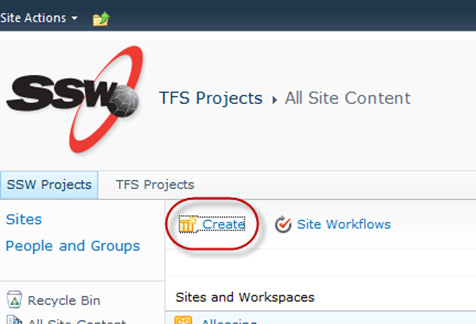 Site Actions
SSW
TFS Projects ▸ All Site Content
SSW Projects TFS Projects
Sites
Create Site Workflows
People and Groups
Sites and Workspaces
Recycle Bin
All Site Content